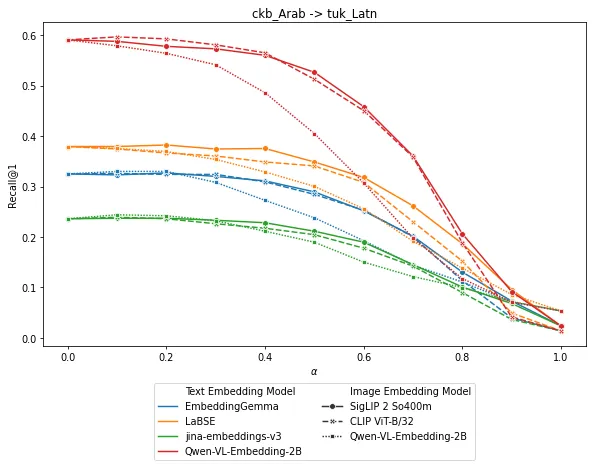 ckb_Arab -> tuk_Latn
Recall@1
0.6
0.5
0.4
0.3
0.2
0.1
0.0
0.0 0.2 0.4 0.6 0.8 1.0
α
Text Embedding Model
EmbeddingGemma
LaBSE
jina-embeddings-v3
Qwen-VL-Embedding-2B
Image Embedding Model
SigLIP 2 So400m
CLIP ViT-B/32
Qwen-VL-Embedding-2B